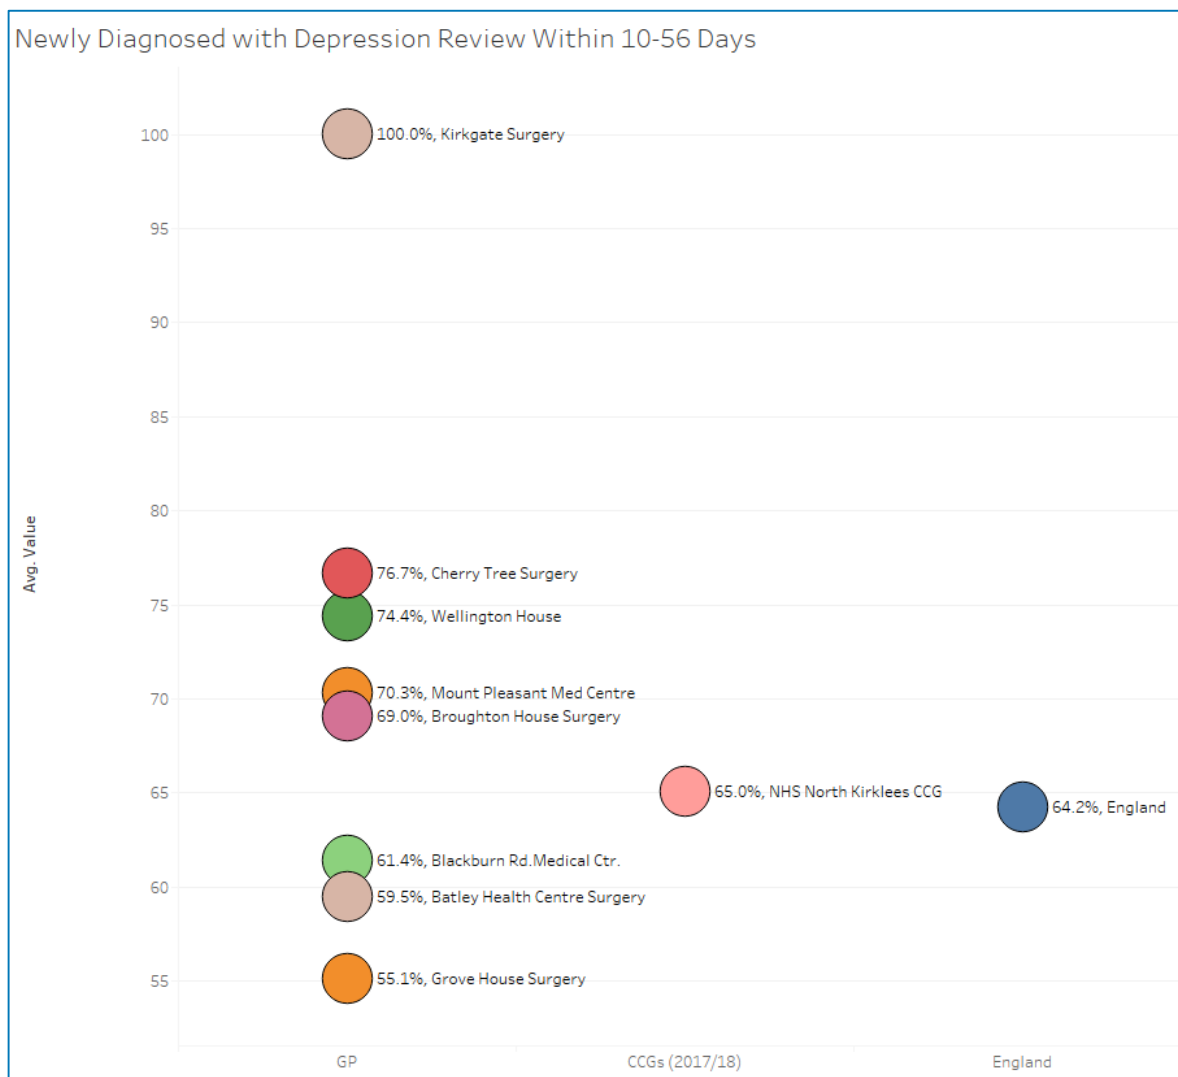 Newly Diagnosed with Depression Review Within 10-56 Days
Avg. Value
100
95
90
85
80
75
70
65
60
55
100.0%, Kirkgate Surgery
76.7%, Cherry Tree Surgery
74.4%, Wellington House
70.3%, Mount Pleasant Med Centre
69.0%, Broughton House Surgery
65.0%, NHS North Kirklees CCG
64.2%, England
61.4%, Blackburn Rd.Medical Ctr.
59.5%, Batley Health Centre Surgery
55.1%, Grove House Surgery
GP
CCGs (2017/18)
England